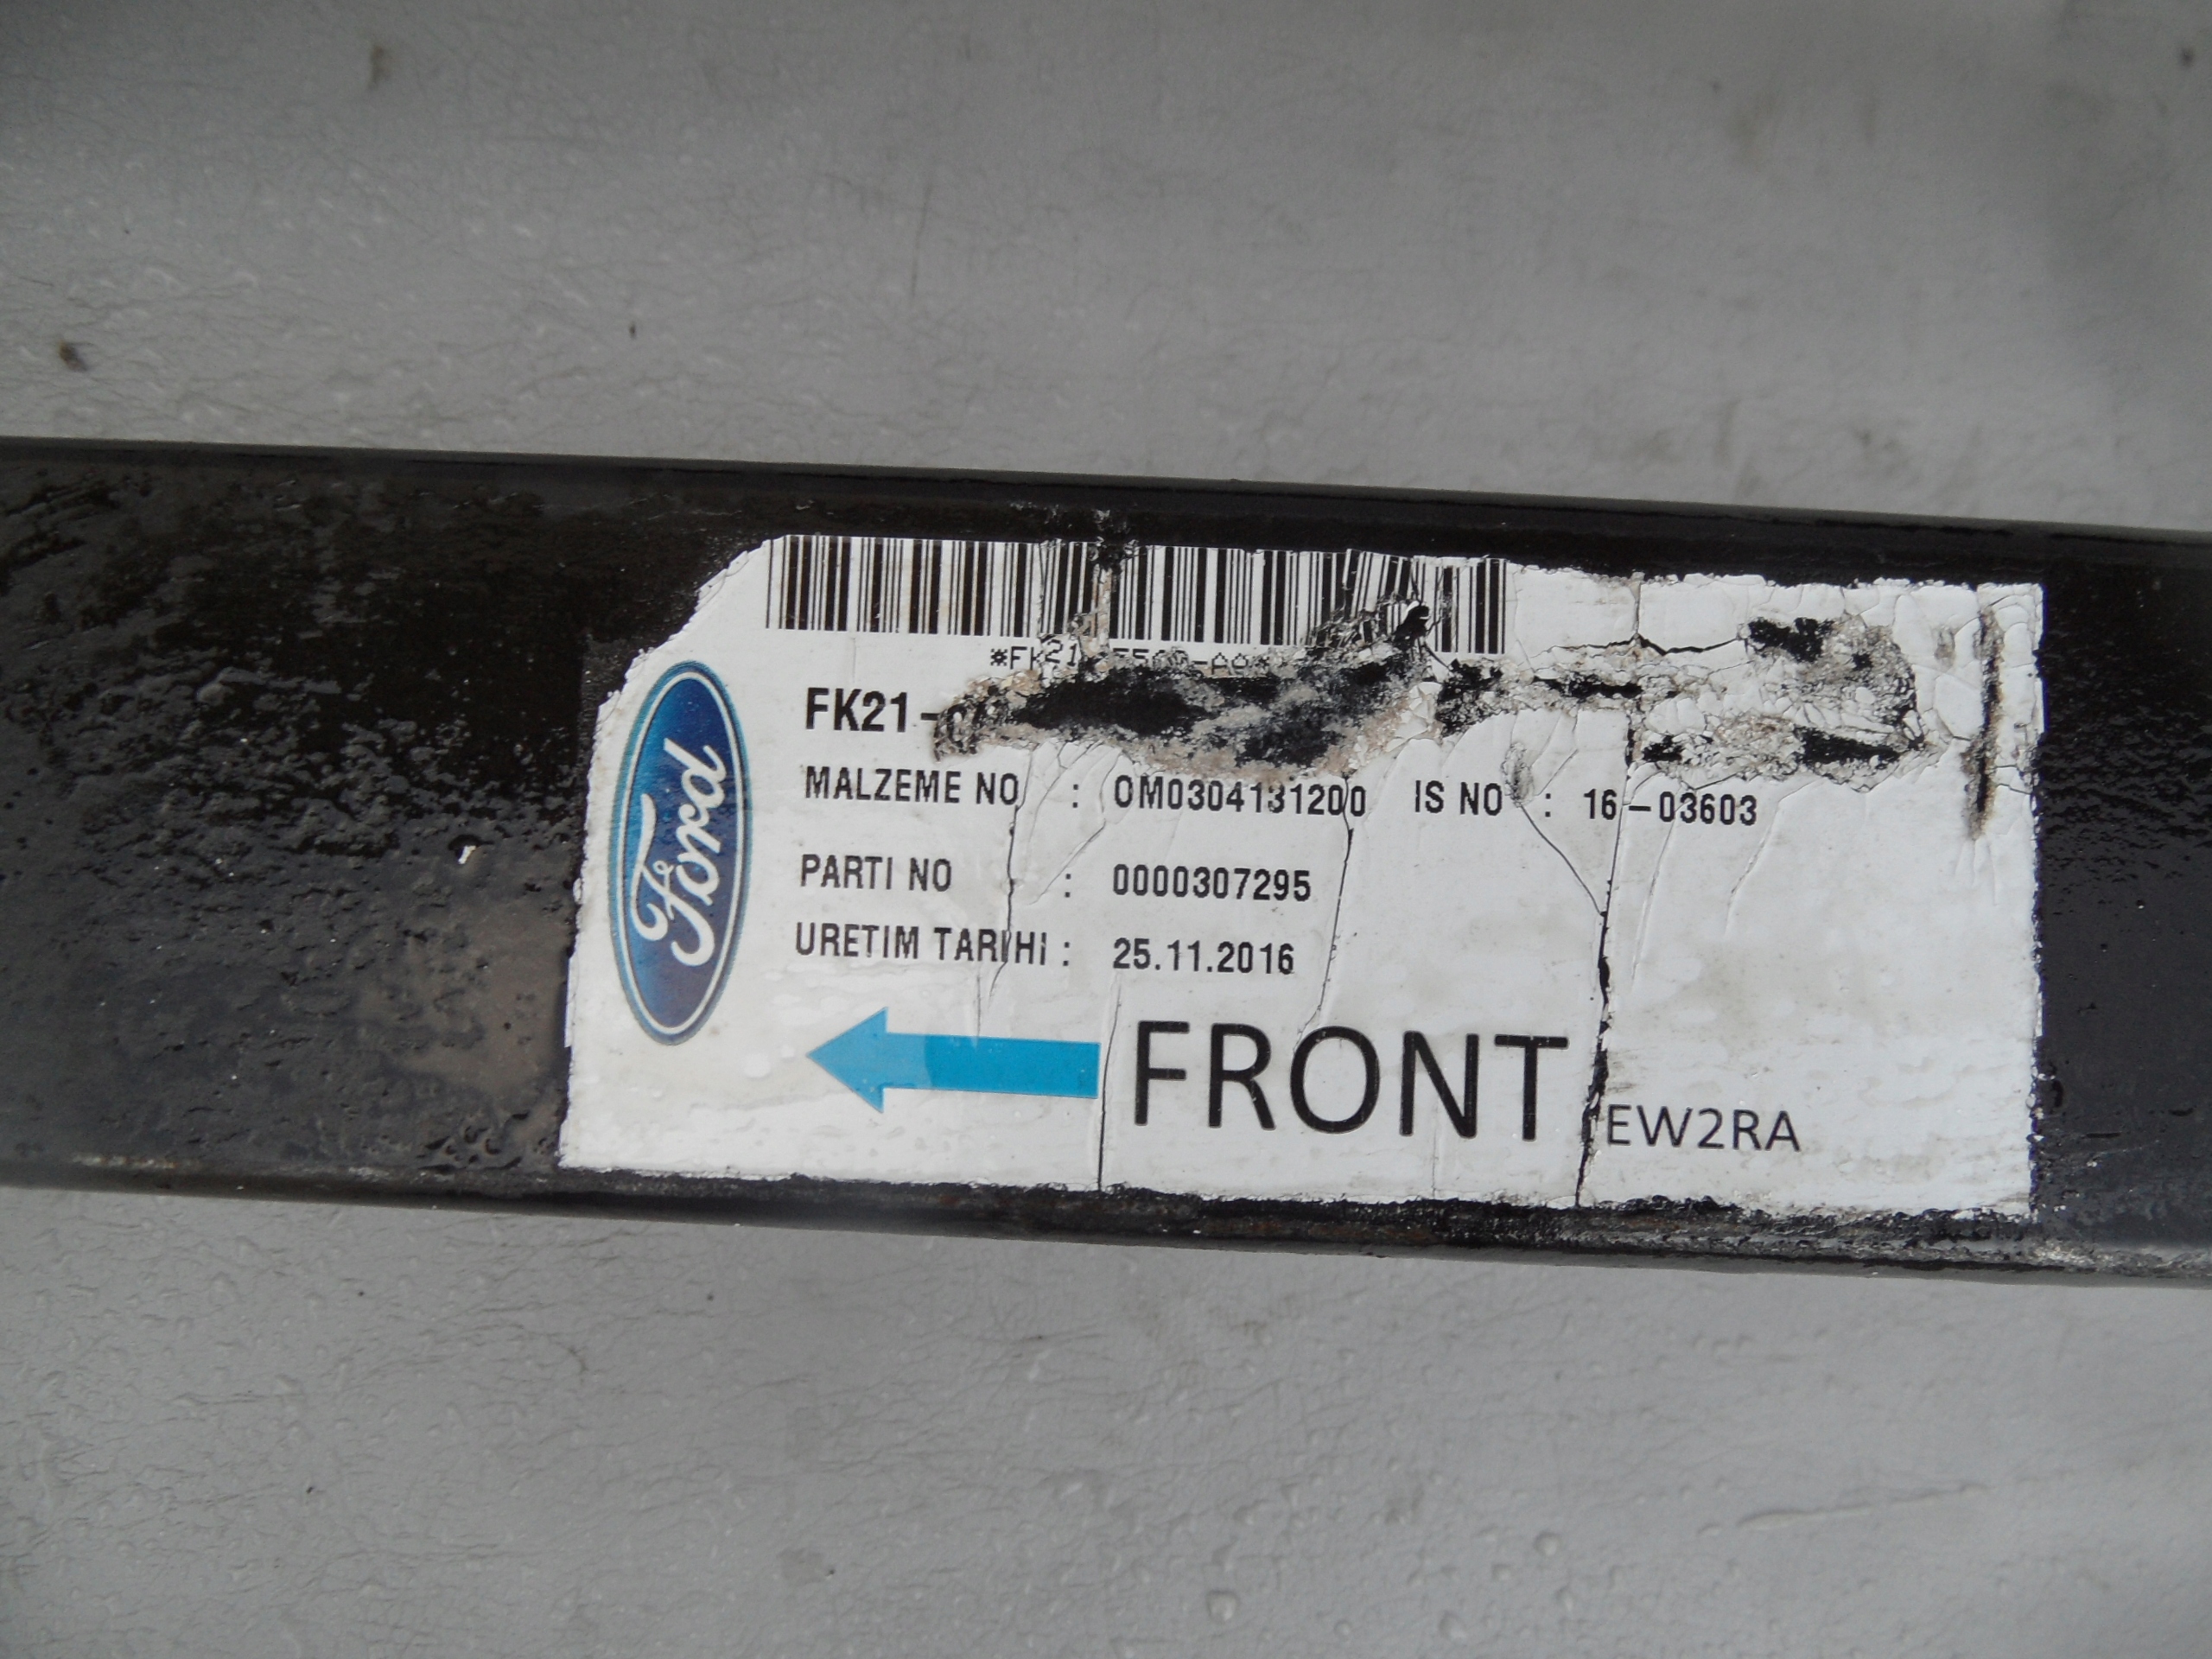 FK21-
MALZEME NO : OM0304131200 IS NO : 16-03603
PARTI NO : 0000307295
URETIM TARIHI : 25.11.2016
Ford
FRONT EW2RA